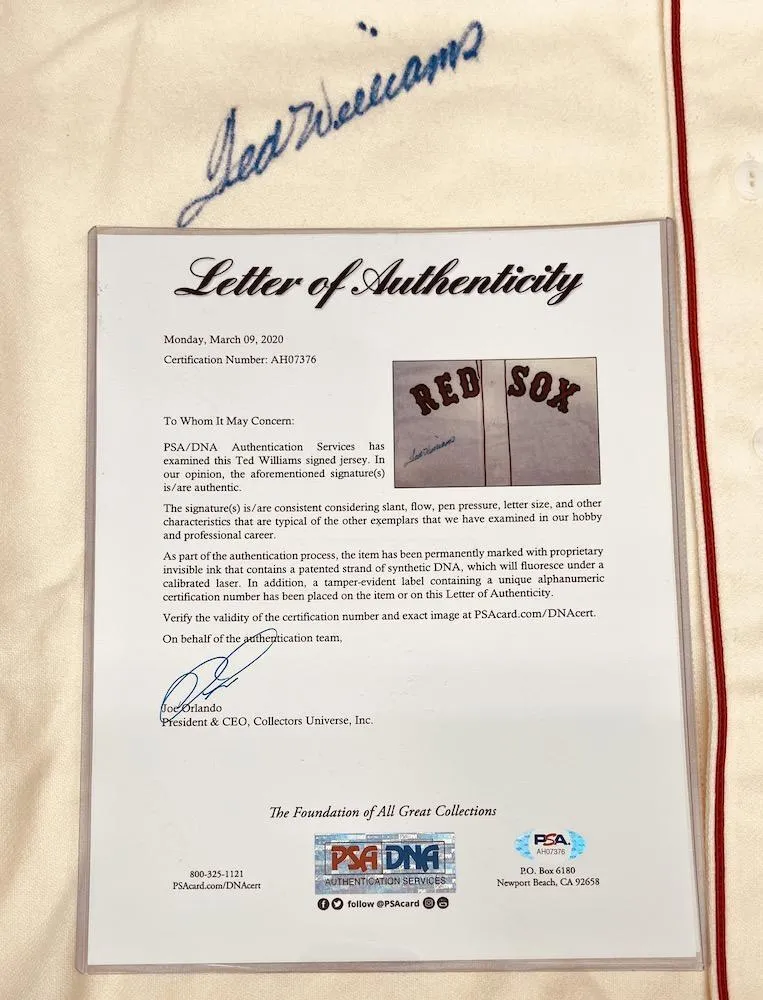 Ted Williams
Letter of Authenticity
Monday, March 09, 2020
Certification Number: AH07376
RED SOX
Ted Williams
To Whom It May Concern:
PSA/DNA Authentication Services has
examined this Ted Williams signed jersey. In
our opinion, the aforementioned signature(s)
is/are authentic.
The signature(s) is/are consistent considering slant, flow, pen pressure, letter size, and other
characteristics that are typical of the other exemplars that we have examined in our hobby
and professional career.
As part of the authentication process, the item has been permanently marked with proprietary
invisible ink that contains a patented strand of synthetic DNA, which will fluoresce under a
calibrated laser. In addition, a tamper-evident label containing a unique alphanumeric
certification number has been placed on the item or on this Letter of Authenticity.
Verify the validity of the certification number and exact image at PSAcard.com/DNAcert.
On behalf of the authentication team,
Joe Orlando
President & CEO, Collectors Universe, Inc.
The Foundation of All Great Collections
800-325-1121
PSAcard.com/DNAcert
PSA DNA
AUTHENTICATION SERVICES
follow @PSAcard
PSA.
AH07376
P.O. Box 6180
Newport Beach, CA 92658